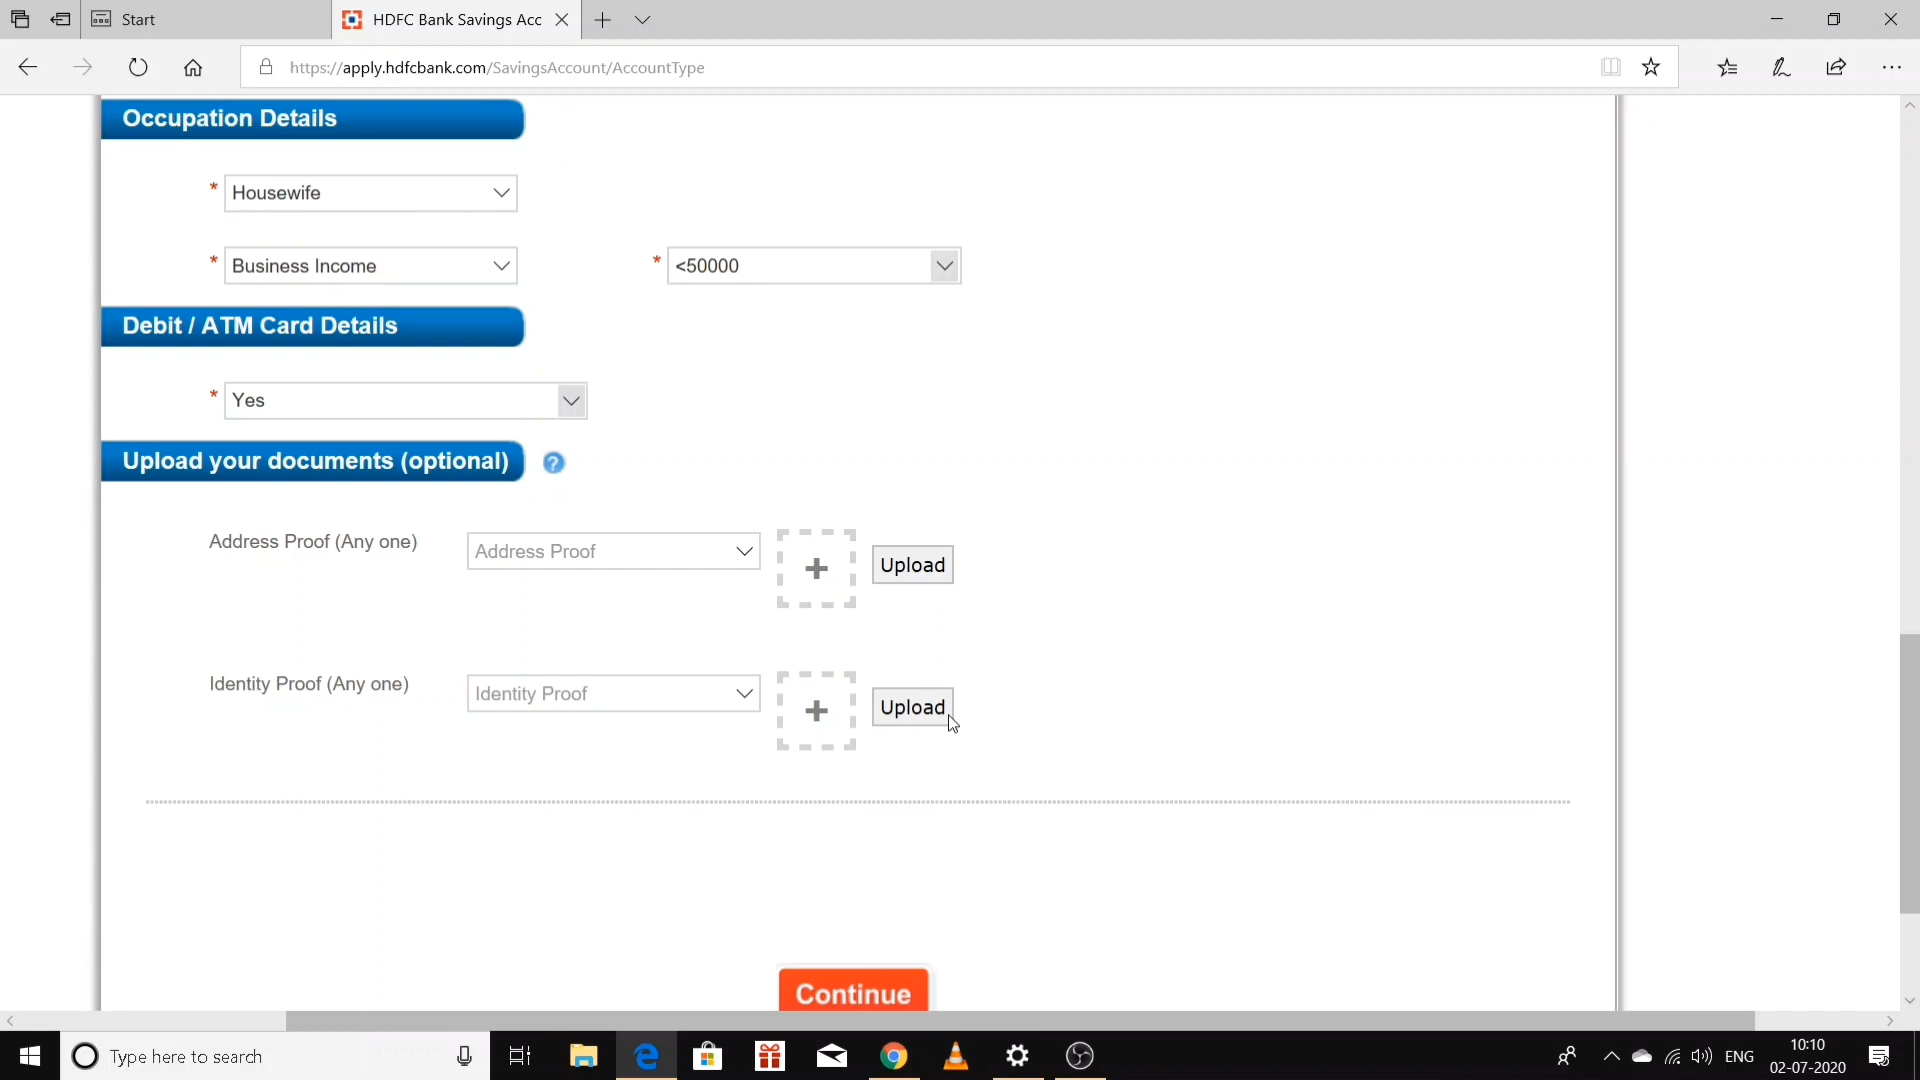 Start
HDFC Bank Savings Acc
https://apply.hdfcbank.com/SavingsAccount/AccountType
Occupation Details
* Housewife
* Business Income * <50000
Debit / ATM Card Details
* Yes
Upload your documents (optional) ?
Address Proof (Any one) Address Proof + Upload
Identity Proof (Any one) Identity Proof + Upload
Continue
Type here to search
ENG
10:10
02-07-2020